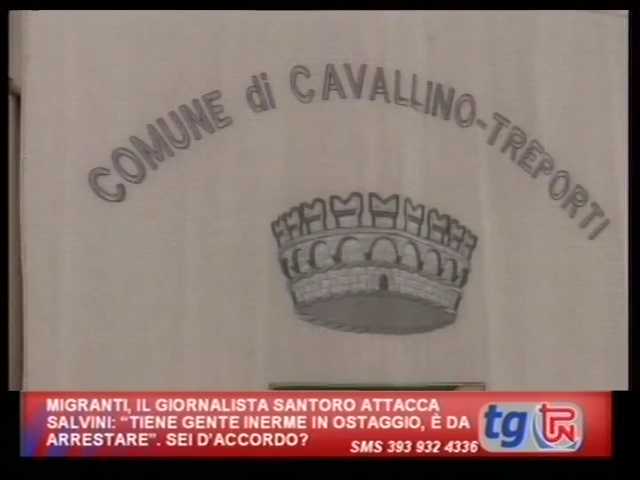 COMUNE di CAVALLINO-TREPORTI
MIGRANTI, IL GIORNALISTA SANTORO ATTACCA
SALVINI: “TIENE GENTE INERME IN OSTAGGIO, È DA
ARRESTARE”. SEI D'ACCORDO?
SMS 393 932 4336
tg TPN